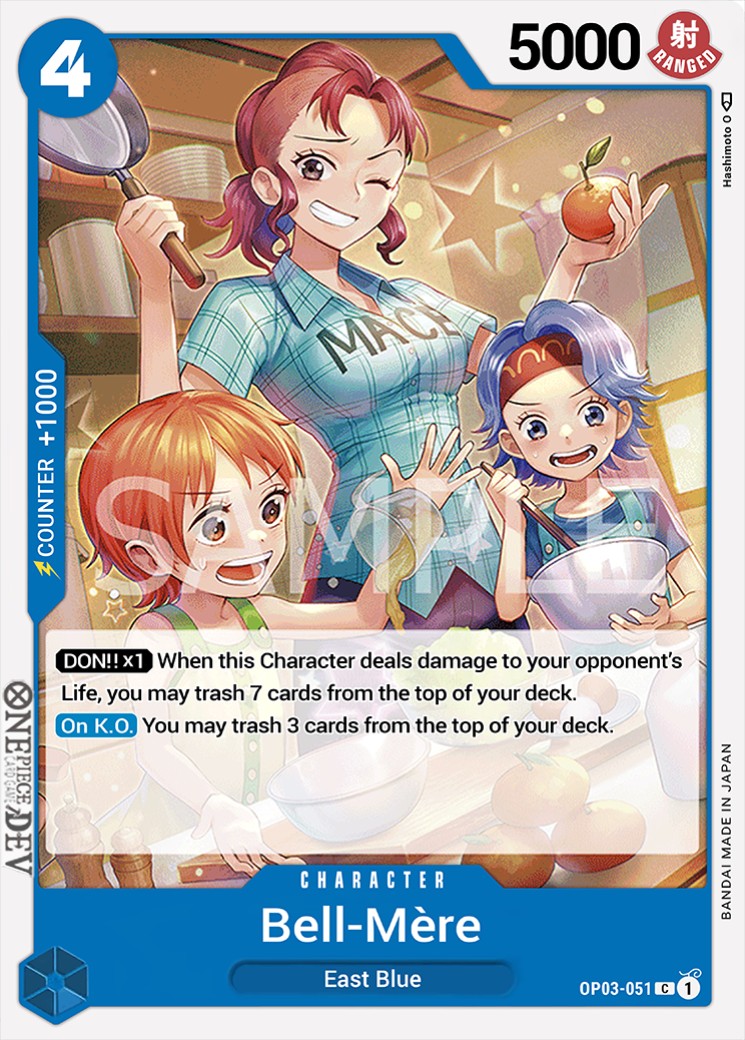 4
5000
射
RANGED
Hashimoto Q
MACE
COUNTER +1000
SAMPLE
DON!!×1 When this Character deals damage to your opponent's
Life, you may trash 7 cards from the top of your deck.
On K.O. You may trash 3 cards from the top of your deck.
ONE PIECE
CARD GAME
DEV
BANDAI MADE IN JAPAN
CHARACTER
Bell-Mère
East Blue
OP03-051 C 1